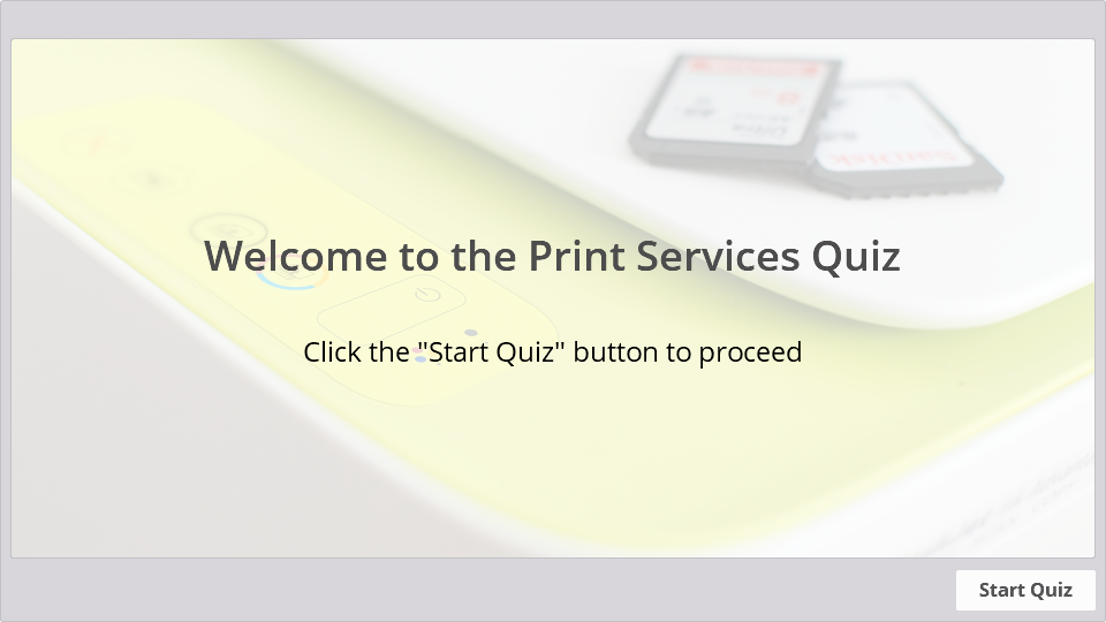 Welcome to the Print Services Quiz
Click the "Start Quiz" button to proceed
Start Quiz